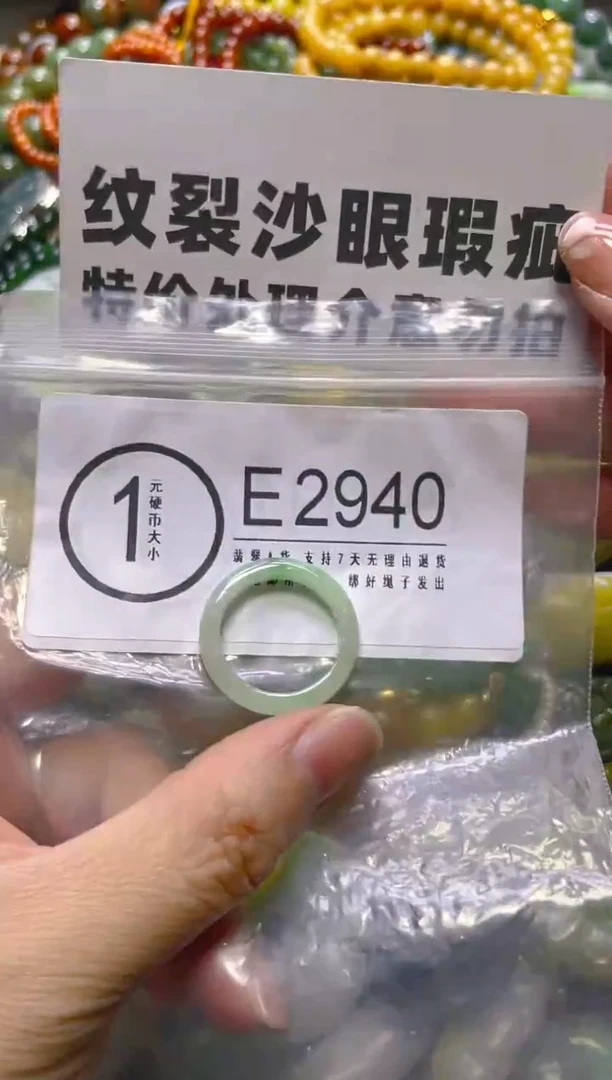 纹裂沙眼瑕疵
特价处理介意勿拍
1
元硬币大小
E2940
翡翠A货 支持7天无理由退货
绑好绳子发出